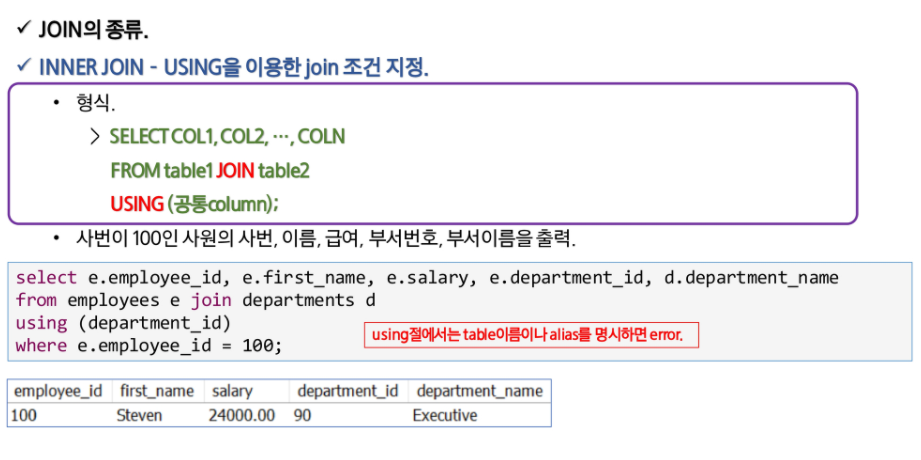 ✓ JOIN의 종류.
✓ INNER JOIN - USING을 이용한 join 조건 지정.
• 형식.
> SELECT COL1, COL2, …, COLN
FROM table1 JOIN table2
USING (공통column);
• 사번이 100인 사원의 사번, 이름, 급여, 부서번호, 부서이름을 출력.
select e.employee_id, e.first_name, e.salary, e.department_id, d.department_name
from employees e join departments d
using (department_id)
where e.employee_id = 100;
using절에서는 table이름이나 alias를 명시하면 error.
employee_id first_name salary department_id department_name
100 Steven 24000.00 90 Executive